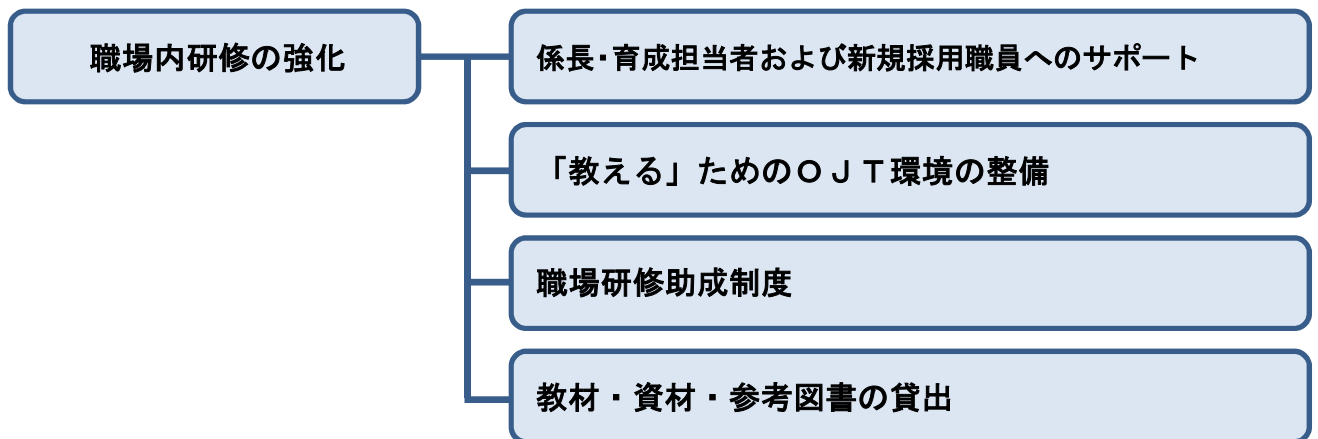 職場内研修の強化
係長・育成担当者および新規採用職員へのサポート
「教える」ためのＯＪＴ環境の整備
職場研修助成制度
教材・資材・参考図書の貸出